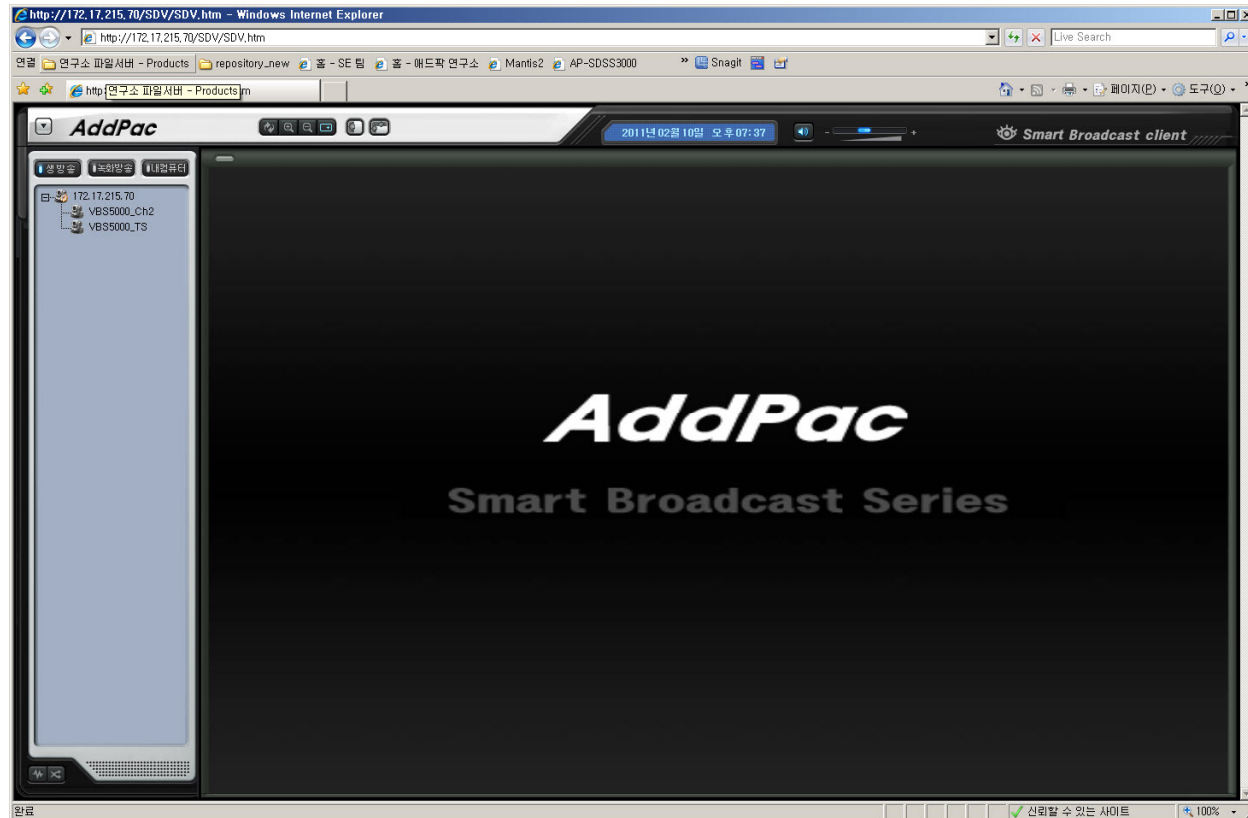 http://172.17.215.70/SDV/SDV.htm - Windows Internet Explorer
http://172.17.215.70/SDV/SDV.htm
Live Search
연결 연구소 파일서버 - Products repository_new 홈 - SE 팀 홈 - 애드팍 연구소 Mantis2 AP-SDSS3000 » Snagit
http: 연구소 파일서버 - Products m
페이지(P) 도구(O)
AddPac
2011년 02월 10일 오후 07:37
- +
Smart Broadcast client
생방송 녹화방송 내컴퓨터
172.17.215.70
VBS5000_Ch2
VBS5000_TS
AddPac
Smart Broadcast Series
완료
신뢰할 수 있는 사이트
100%